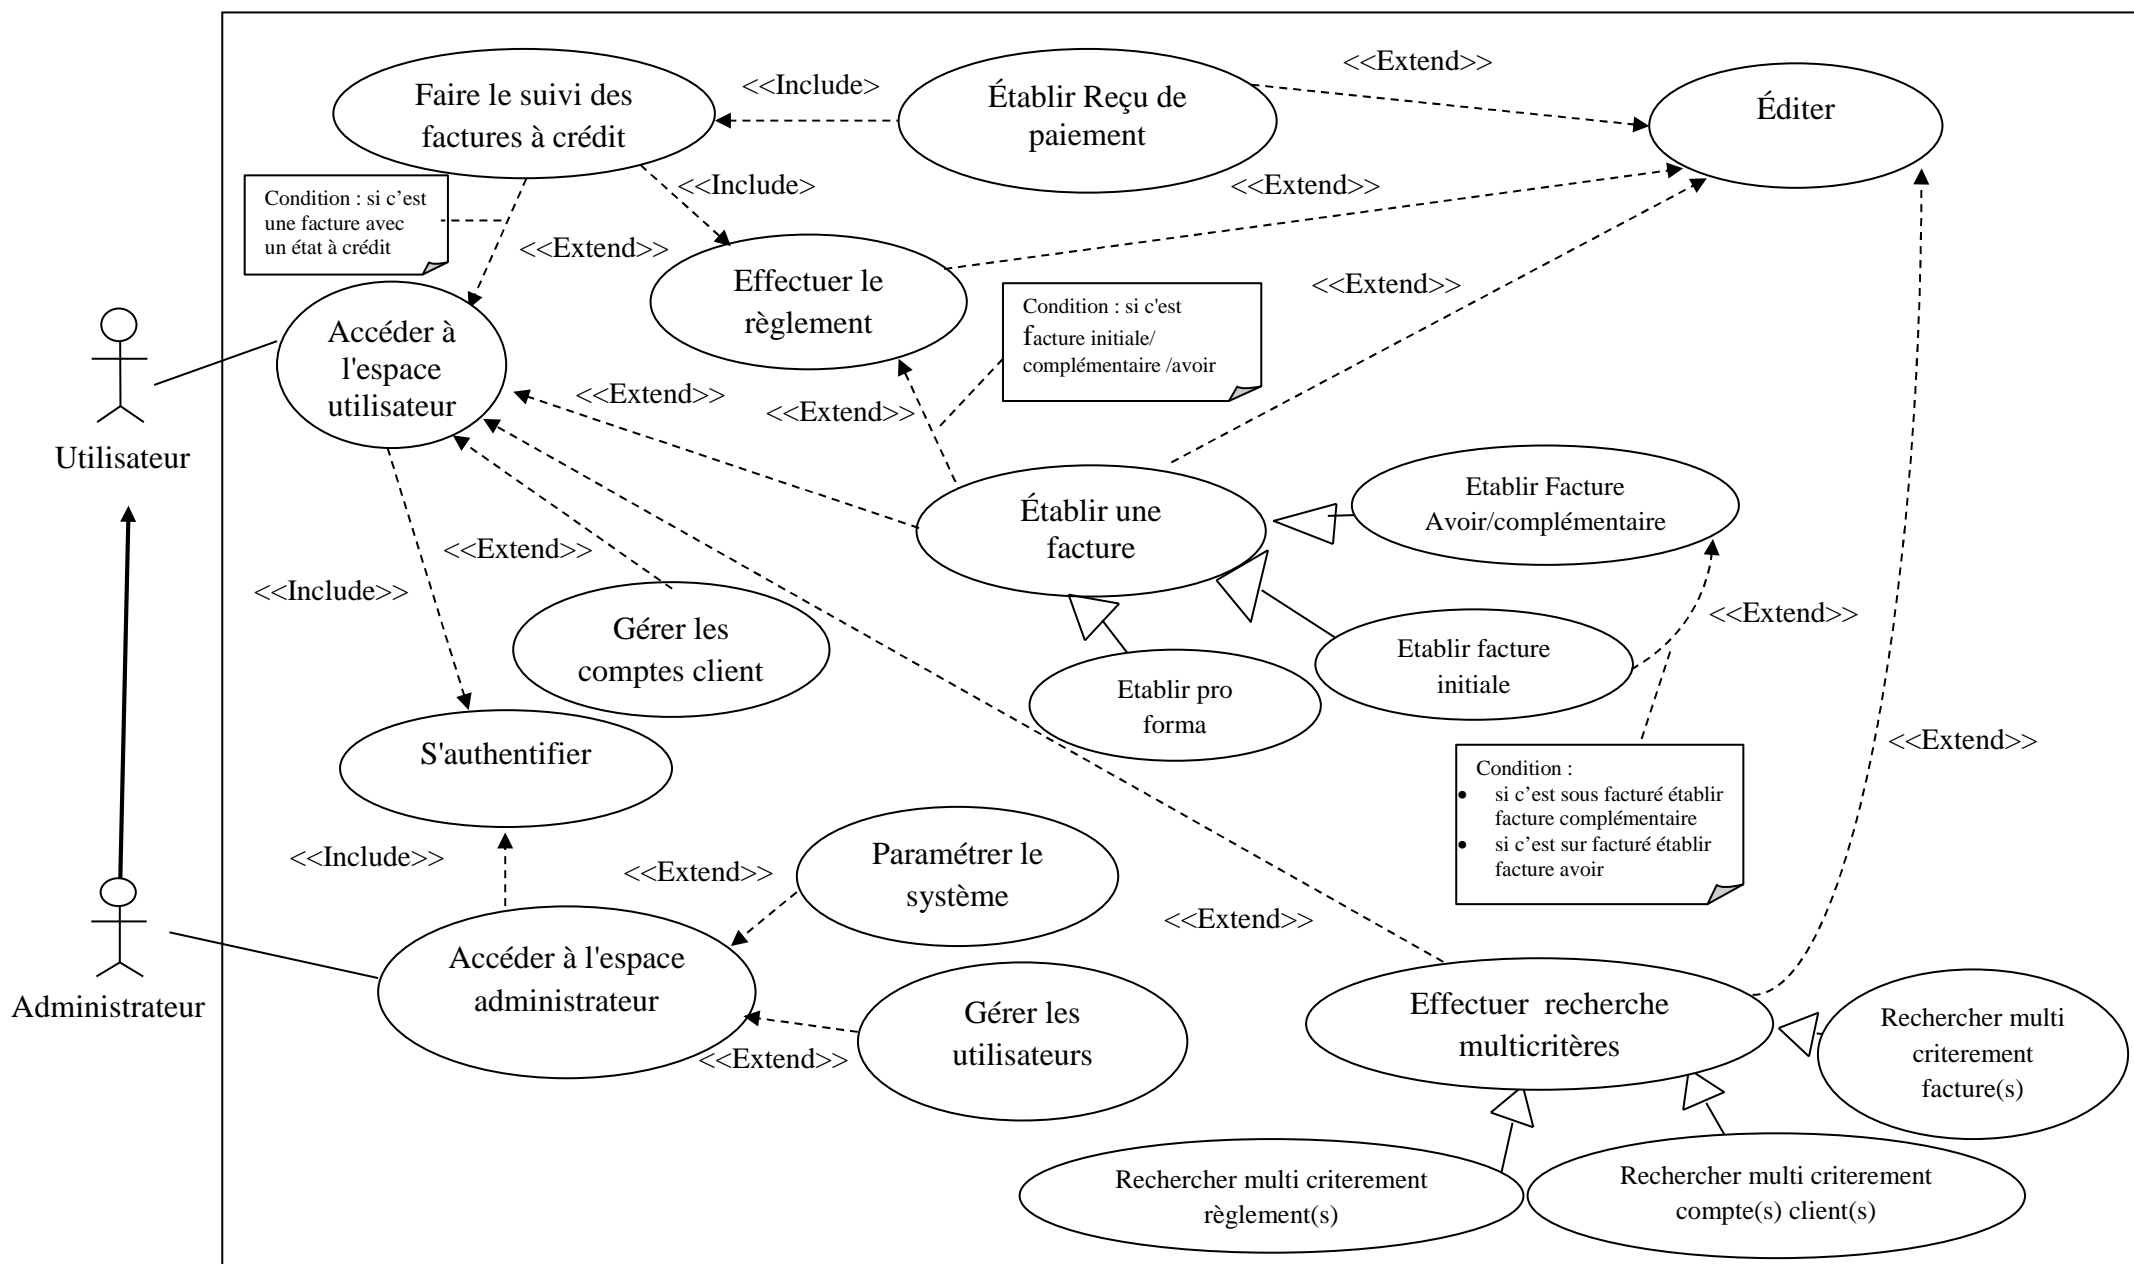 <<Extend>>
Faire le suivi des
factures à crédit
<<Include>
Établir Reçu de
paiement
Éditer
Condition : si c’est
une facture avec
un état à crédit
<<Include>
<<Extend>>
<<Extend>>
Effectuer le
règlement
<<Extend>>
Condition : si c'est
facture initiale/
complémentaire /avoir
Accéder à
l'espace
utilisateur
<<Extend>>
<<Extend>>
Utilisateur
Établir une
facture
Etablir Facture
Avoir/complémentaire
<<Extend>>
<<Include>>
<<Extend>>
Gérer les
comptes client
Etablir facture
initiale
Etablir pro
forma
S'authentifier
<<Extend>>
Condition :
• si c’est sous facturé établir
facture complémentaire
• si c’est sur facturé établir
facture avoir
<<Include>>
<<Extend>>
Paramétrer le
système
<<Extend>>
Accéder à l'espace
administrateur
Administrateur
<<Extend>>
Gérer les
utilisateurs
Effectuer  recherche
multicritères
Rechercher multi
criterement
facture(s)
Rechercher multi criterement
règlement(s)
Rechercher multi criterement
compte(s) client(s)